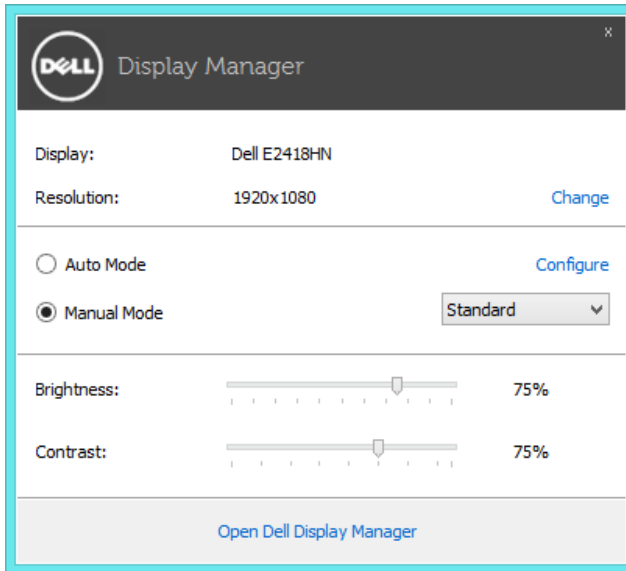 DELL Display Manager x
Display: Dell E2418HN
Resolution: 1920x1080 Change
Auto Mode Configure
Manual Mode Standard
Brightness: 75%
Contrast: 75%
Open Dell Display Manager